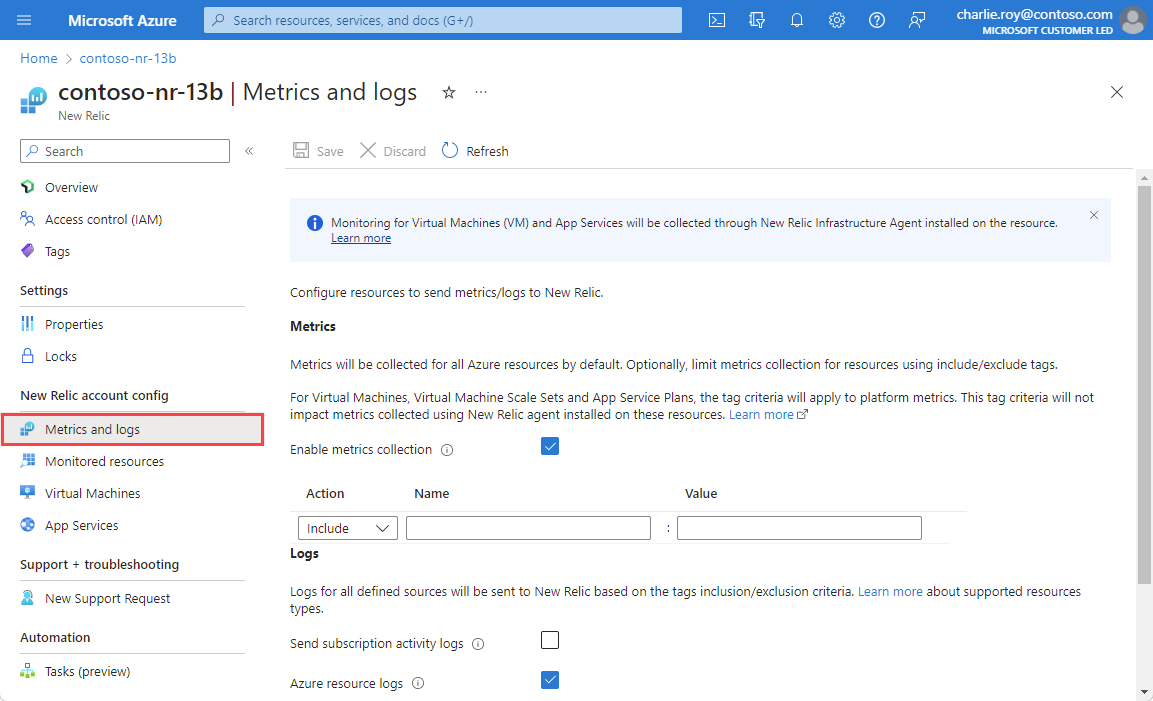 Microsoft Azure
Search resources, services, and docs (G+/)
charlie.roy@contoso.com
MICROSOFT CUSTOMER LED
Home > contoso-nr-13b
contoso-nr-13b | Metrics and logs
New Relic
Search
Overview
Access control (IAM)
Tags
Settings
Properties
Locks
New Relic account config
Metrics and logs
Monitored resources
Virtual Machines
App Services
Support + troubleshooting
New Support Request
Automation
Tasks (preview)
Save Discard Refresh
Monitoring for Virtual Machines (VM) and App Services will be collected through New Relic Infrastructure Agent installed on the resource.
Learn more
Configure resources to send metrics/logs to New Relic.
Metrics
Metrics will be collected for all Azure resources by default. Optionally, limit metrics collection for resources using include/exclude tags.
For Virtual Machines, Virtual Machine Scale Sets and App Service Plans, the tag criteria will apply to platform metrics. This tag criteria will not
impact metrics collected using New Relic agent installed on these resources. Learn more
Enable metrics collection
Action Name Value
Include :
Logs
Logs for all defined sources will be sent to New Relic based on the tags inclusion/exclusion criteria. Learn more about supported resources
types.
Send subscription activity logs
Azure resource logs